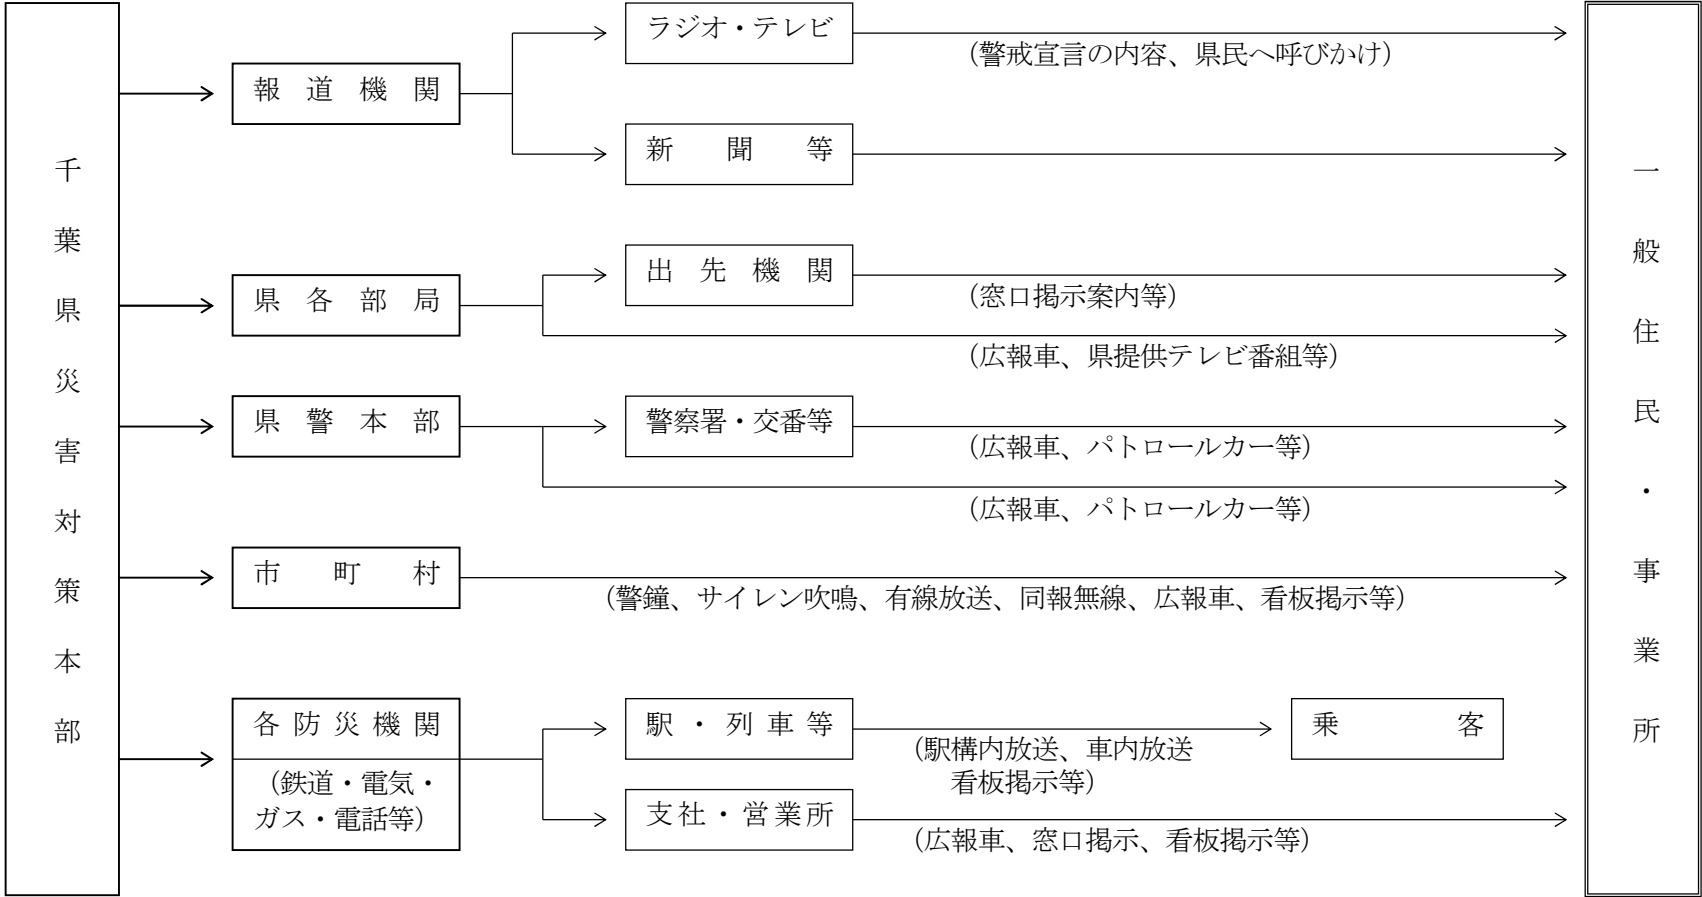 千葉県災害対策本部
報道機関
ラジオ・テレビ
（警戒宣言の内容、県民へ呼びかけ）
新聞等
県各部局
出先機関
（窓口掲示案内等）
（広報車、県提供テレビ番組等）
県警本部
警察署・交番等
（広報車、パトロールカー等）
（広報車、パトロールカー等）
市町村
（警鐘、サイレン吹鳴、有線放送、同報無線、広報車、看板掲示等）
各防災機関
（鉄道・電気・
ガス・電話等）
駅・列車等
（駅構内放送、車内放送
看板掲示等）
乗客
支社・営業所
（広報車、窓口掲示、看板掲示等）
一般住民・事業所